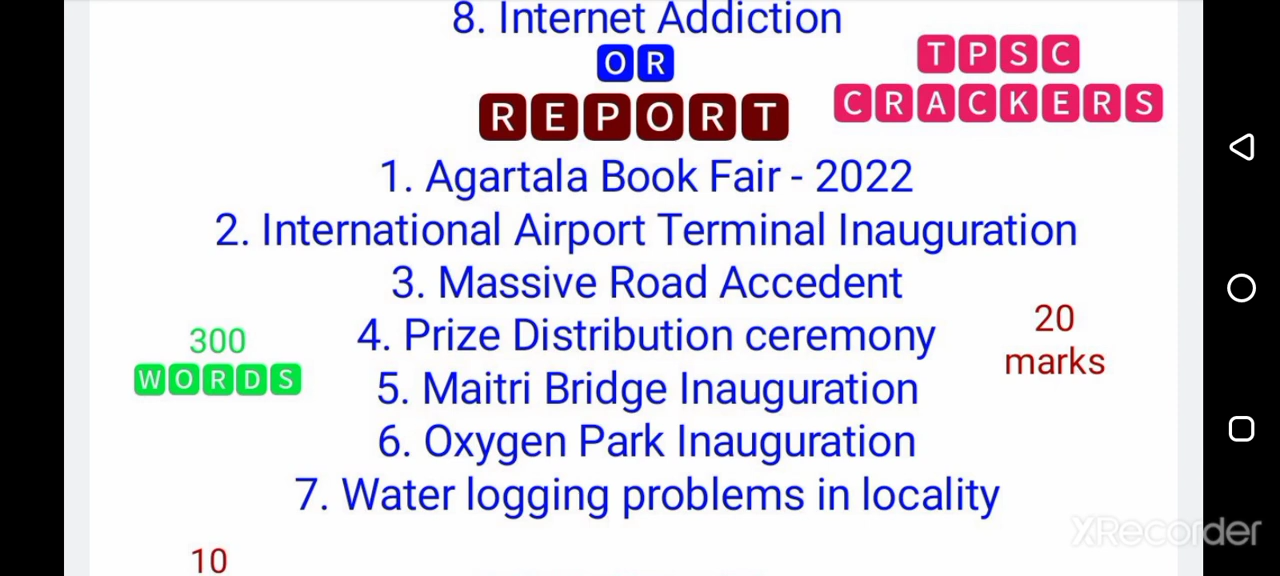 8. Internet Addiction
OR
REPORT
TPSC
CRACKERS
1. Agartala Book Fair - 2022
2. International Airport Terminal Inauguration
3. Massive Road Accedent
4. Prize Distribution ceremony
5. Maitri Bridge Inauguration
6. Oxygen Park Inauguration
7. Water logging problems in locality
300
WORDS
20
marks
10
XRecorder